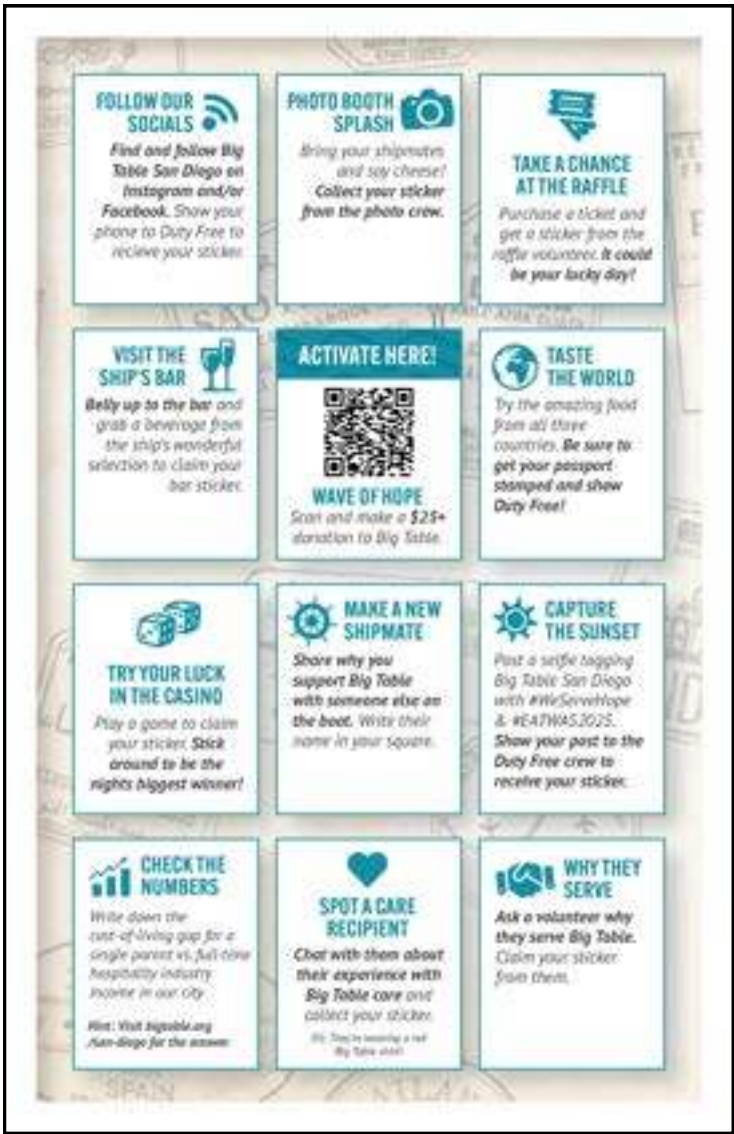 FOLLOW OUR
SOCIALS
Find and follow Big
Table San Diego on
Instagram and/or
Facebook. Show your
phone to Duty Free to
recieve your sticker.
PHOTO BOOTH
SPLASH
Bring your shipmates
and say cheese!
Collect your sticker
from the photo crew.
TAKE A CHANCE
AT THE RAFFLE
Purchase a ticket and
get a sticker from the
raffle volunteer. It could
be your lucky day!
VISIT THE
SHIP'S BAR
Belly up to the bar and
grab a beverage from
the ship's wonderful
selection to claim your
bar sticker.
ACTIVATE HERE!
WAVE OF HOPE
Scan and make a $25+
donation to Big Table.
TASTE
THE WORLD
Try the amazing food
from all three
countries. Be sure to
get your passport
stamped and show
Duty Free!
TRY YOUR LUCK
IN THE CASINO
Play a game to claim
your sticker. Stick
around to be the
nights biggest winner!
MAKE A NEW
SHIPMATE
Share why you
support Big Table
with someone else on
the boat. Write their
name in your square.
CAPTURE
THE SUNSET
Post a selfie tagging
Big Table San Diego
with #WeServeHope
& #EATWAS2025.
Show your post to the
Duty Free crew to
receive your sticker.
CHECK THE
NUMBERS
Write down the
cost-of-living gap for a
single parent vs. full-time
hospitality industry
income in our city
Hint: Visit bigtable.org
/san-diego for the answer
SPOT A CARE
RECIPIENT
Chat with them about
their experience with
Big Table care and
collect your sticker.
They're wearing a red
Big Table
WHY THEY
SERVE
Ask a volunteer why
they serve Big Table.
Claim your sticker
from them.
SPAIN
ATLA